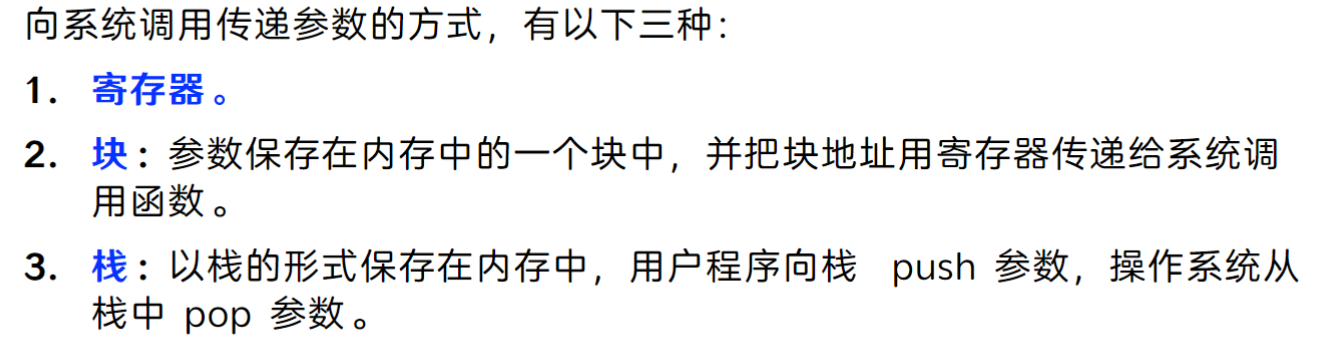 向系统调用传递参数的方式，有以下三种：
1. 寄存器。
2. 块：参数保存在内存中的一个块中，并把块地址用寄存器传递给系统调
用函数。
3. 栈：以栈的形式保存在内存中，用户程序向栈 push 参数，操作系统从
栈中 pop 参数。